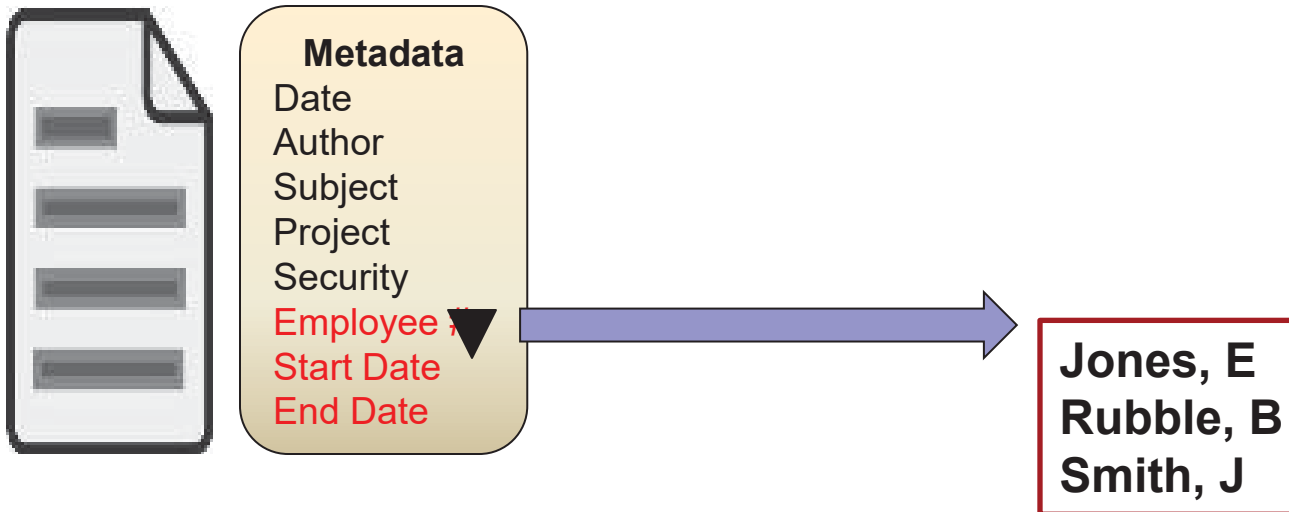 Metadata
Date
Author
Subject
Project
Security
Employee #
Start Date
End Date
Jones, E
Rubble, B
Smith, J